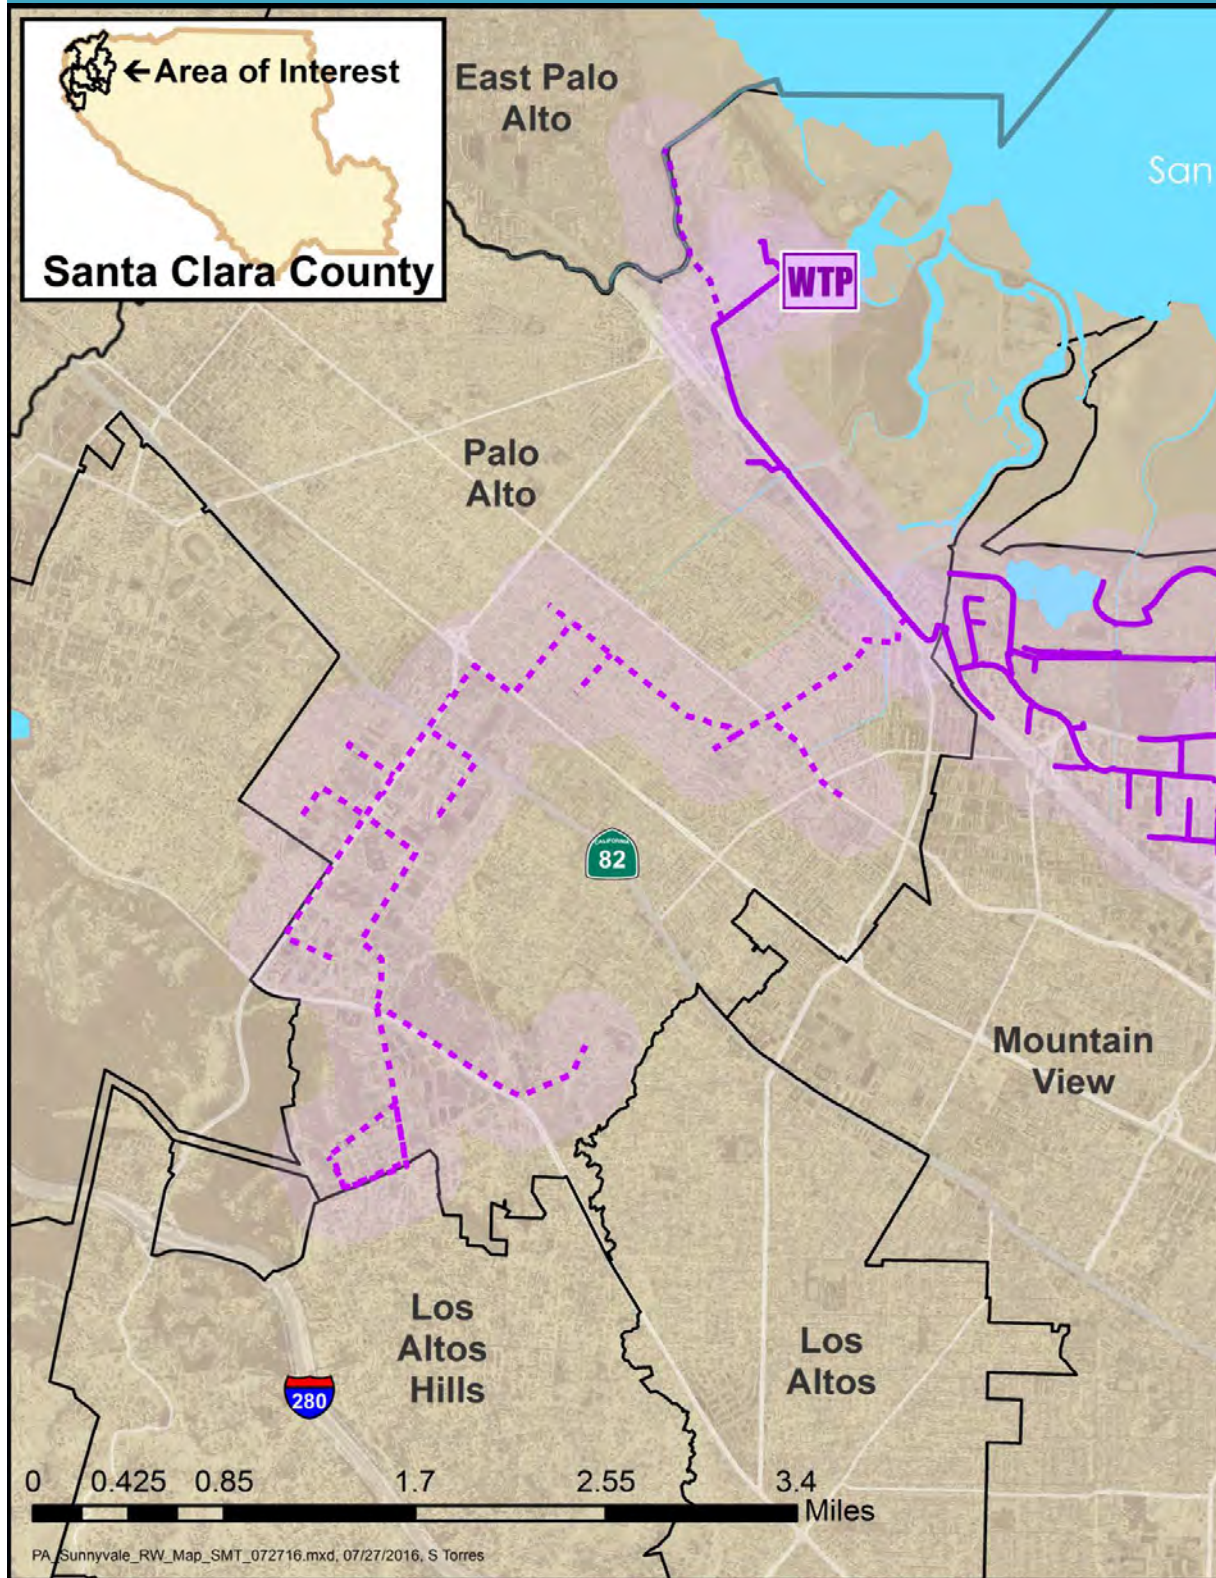 Area of Interest
Santa Clara County
East Palo
Alto
San
WTP
Palo
Alto
CALIFORNIA
82
Mountain
View
Los
Altos
Hills
Los
Altos
280
0 0.425 0.85 1.7 2.55 3.4
Miles
PA_Sunnyvale_RW_Map_SMT_072716.mxd, 07/27/2016, S Torres